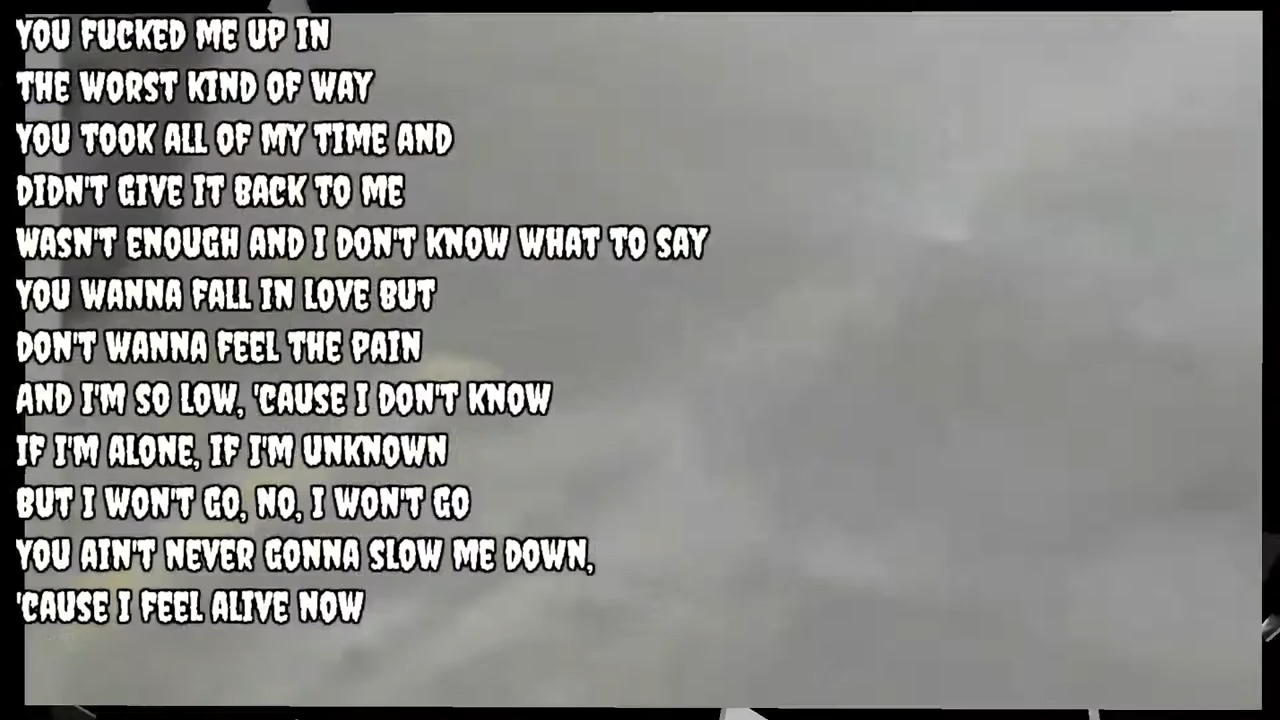 YOU FUCKED ME UP IN
THE WORST KIND OF WAY
YOU TOOK ALL OF MY TIME AND
DIDN'T GIVE IT BACK TO ME
WASN'T ENOUGH AND I DON'T KNOW WHAT TO SAY
YOU WANNA FALL IN LOVE BUT
DON'T WANNA FEEL THE PAIN
AND I'M SO LOW, 'CAUSE I DON'T KNOW
IF I'M ALONE, IF I'M UNKNOWN
BUT I WON'T GO, NO, I WON'T GO
YOU AIN'T NEVER GONNA SLOW ME DOWN,
'CAUSE I FEEL ALIVE NOW